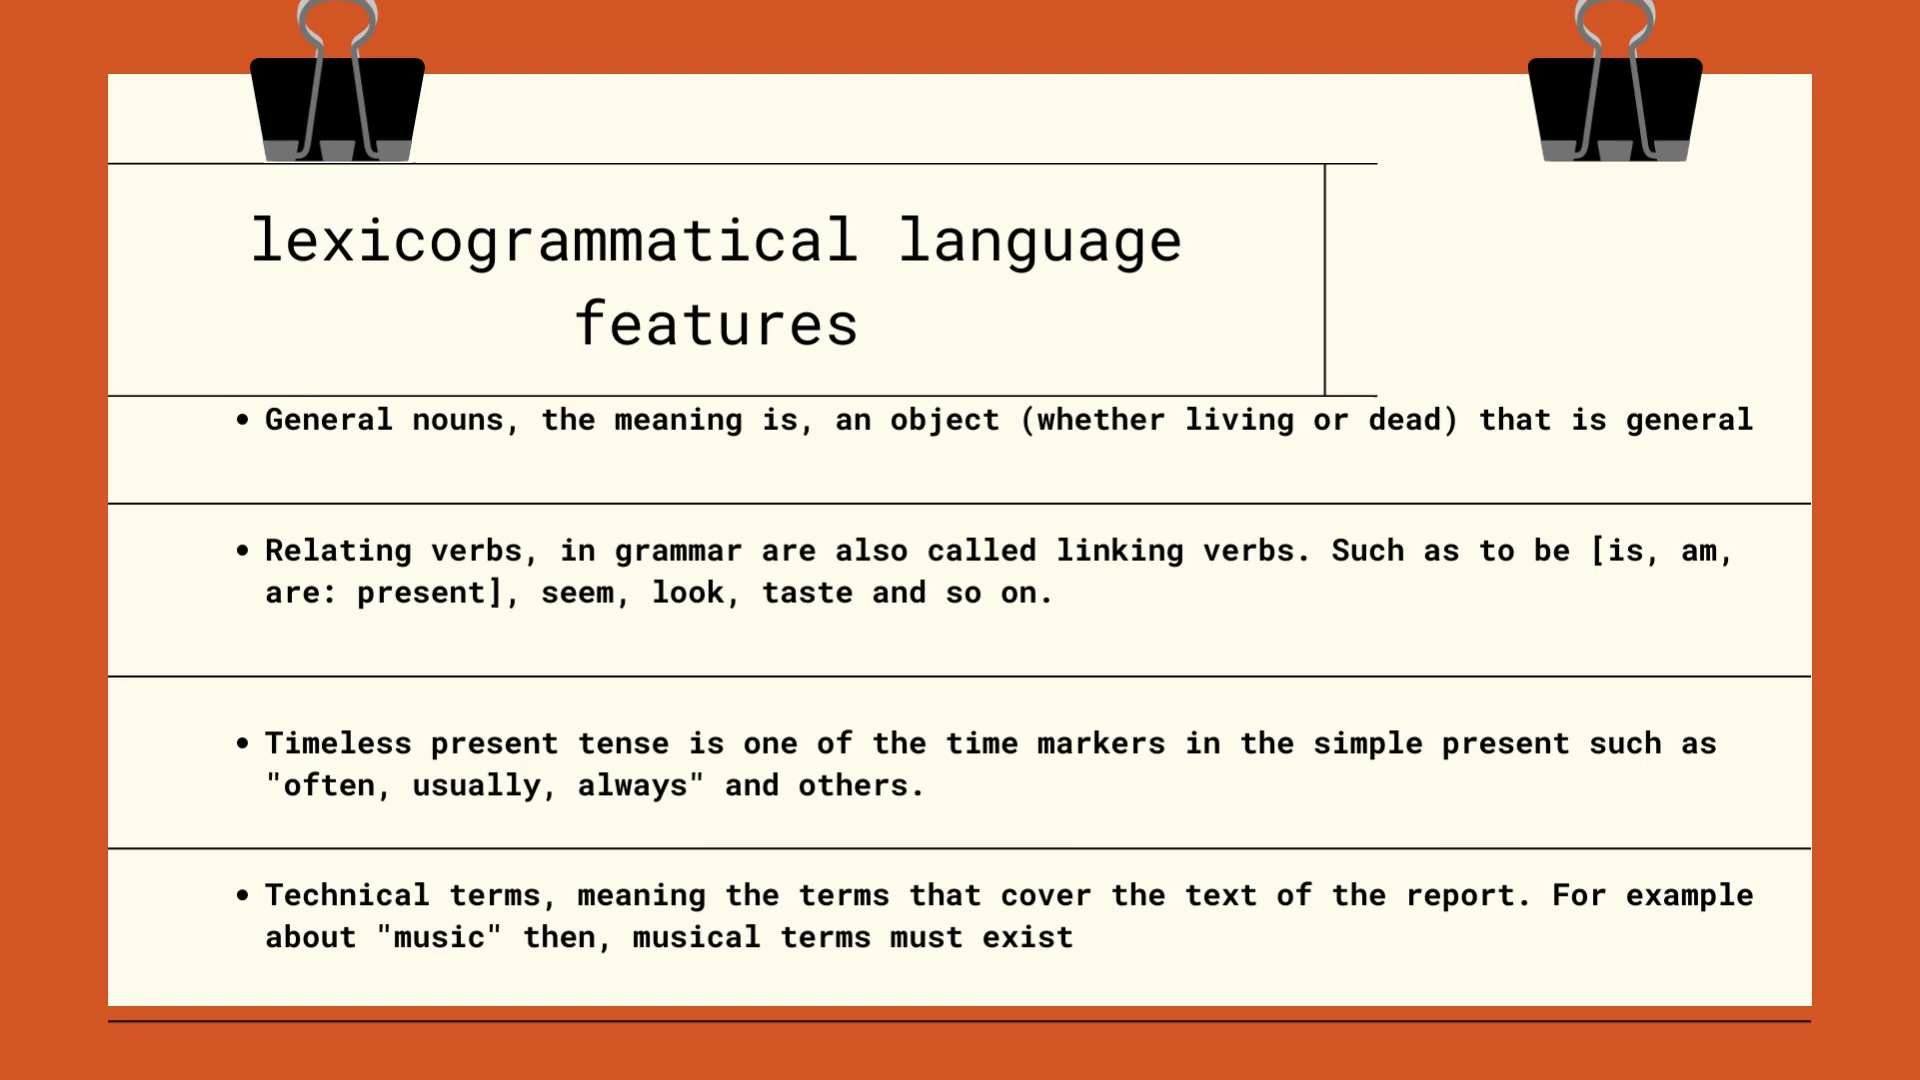 lexicogrammatical language
features
• General nouns, the meaning is, an object (whether living or dead) that is general
• Relating verbs, in grammar are also called linking verbs. Such as to be [is, am,
are: present], seem, look, taste and so on.
• Timeless present tense is one of the time markers in the simple present such as
"often, usually, always" and others.
• Technical terms, meaning the terms that cover the text of the report. For example
about "music" then, musical terms must exist